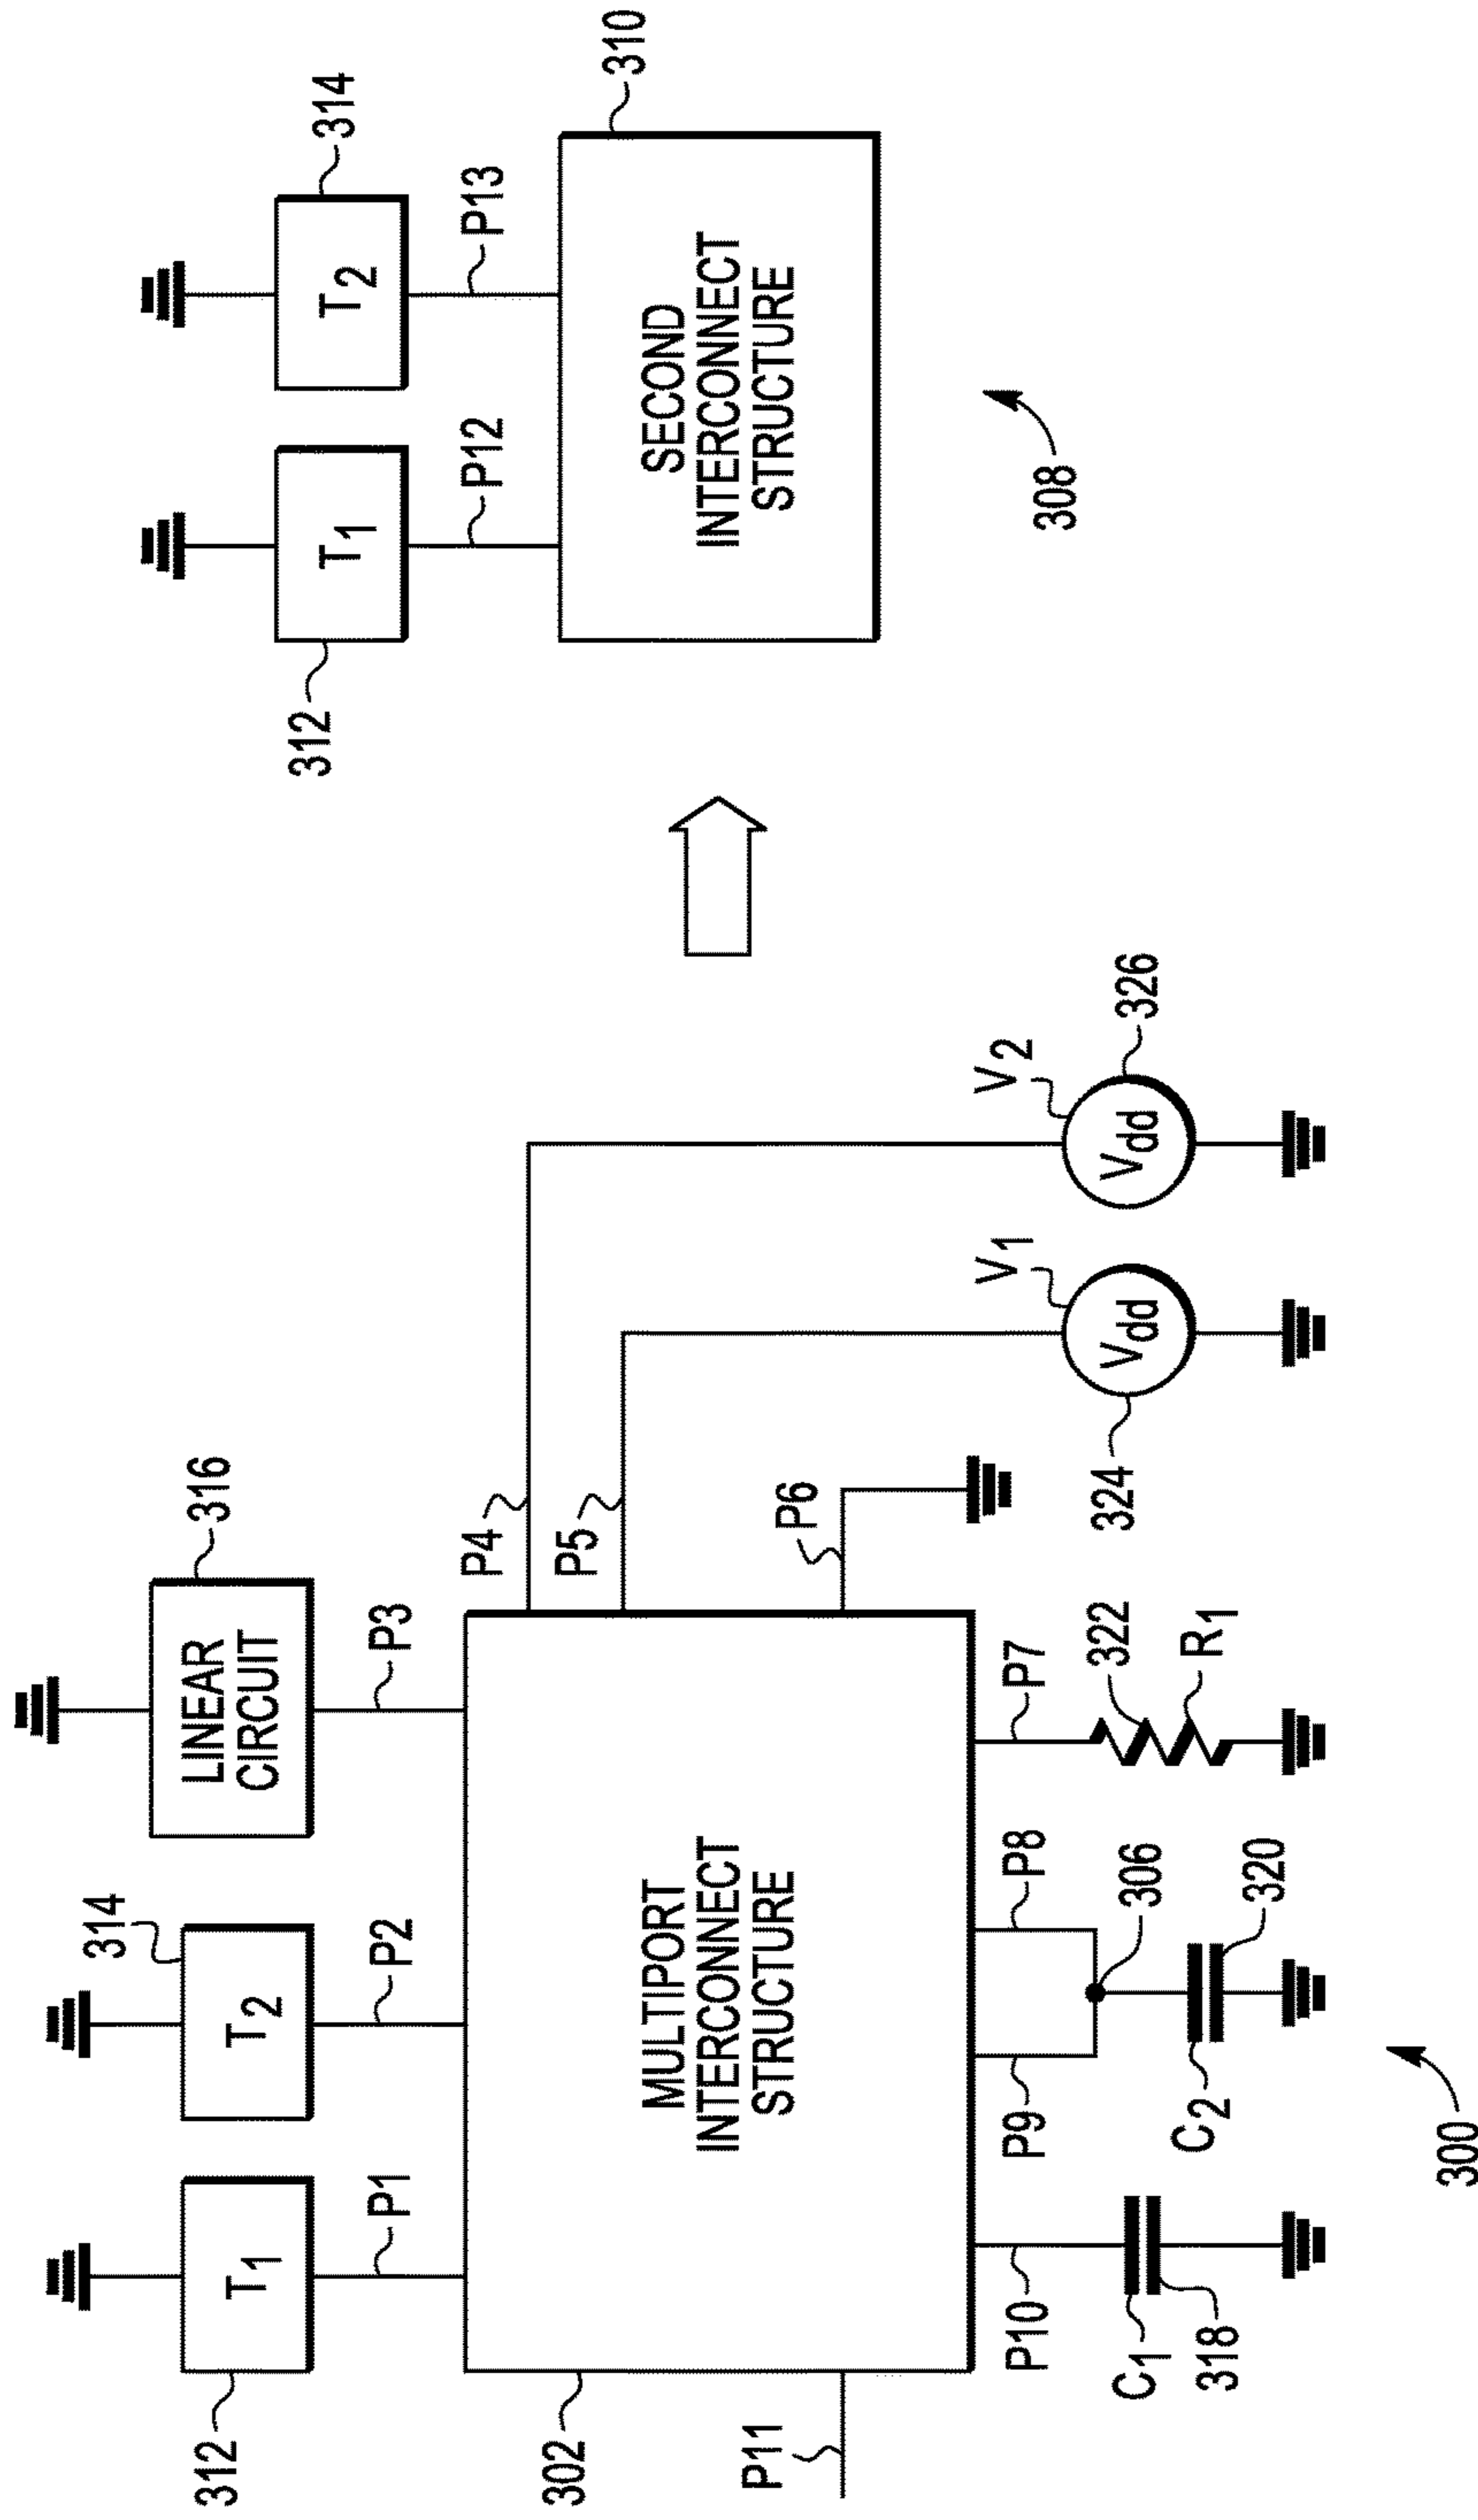 316
314
312
T1
T2
LINEAR
CIRCUIT
P1
P2
P3
P4
P5
P6
302
MULTIPORT
INTERCONNECT
STRUCTURE
P11
P10
P9
P8
P7
C1
318
C2
306
320
322
R1
V1
V2
Vdd
Vdd
324
326
300
312
314
T1
T2
P12
P13
310
SECOND
INTERCONNECT
STRUCTURE
308